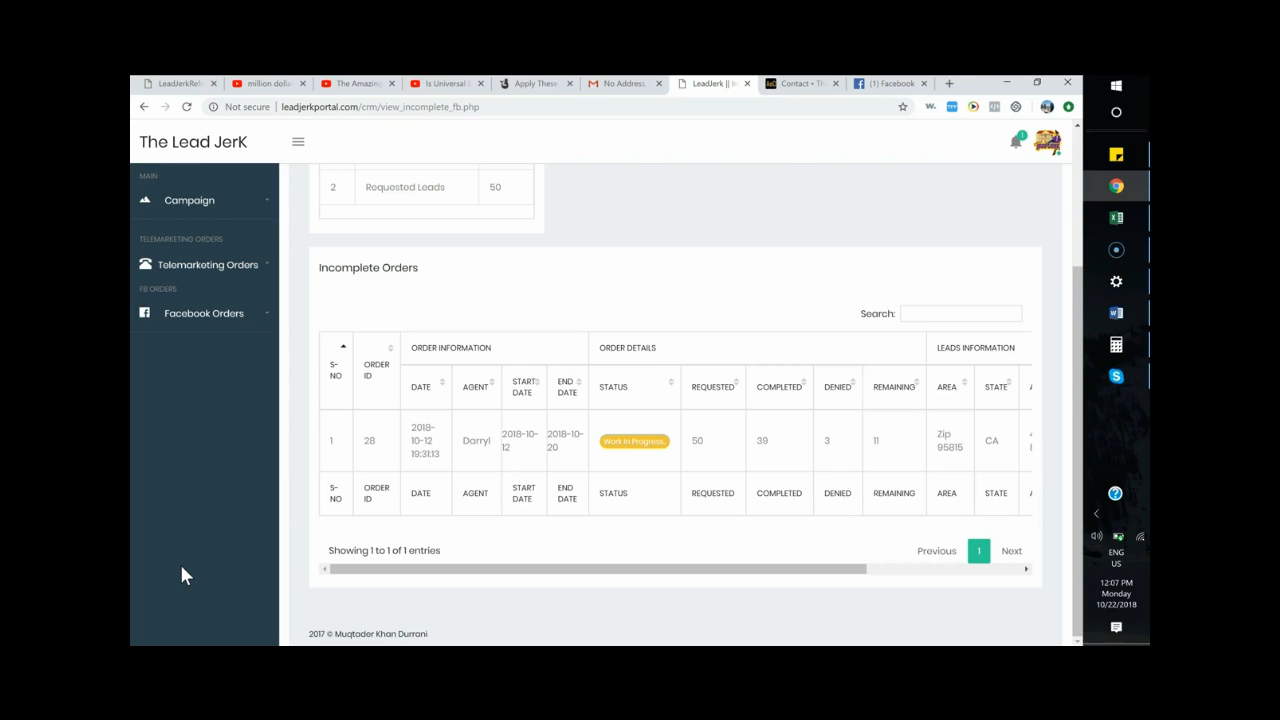 LeadJerkRef
million dolla
The Amazing
Is Universal L
Apply These
No Address,
LeadJerk || In
Contact • Th
(1) Facebook
Not secure | leadjerkportal.com/crm/view_incomplete_fb.php
The Lead JerK
1
MAIN
Campaign
TELEMARKETING ORDERS
Telemarketing Orders
FB ORDERS
Facebook Orders
2 Requested Leads 50
Incomplete Orders
Search:
S-NO ORDER ID ORDER INFORMATION ORDER DETAILS LEADS INFORMATION
DATE AGENT START DATE END DATE STATUS REQUESTED COMPLETED DENIED REMAINING AREA STATE
1 28 2018-10-12 19:31:13 Darryl 2018-10-12 2018-10-20 Work In Progress.. 50 39 3 11 Zip 95815 CA
S-NO ORDER ID DATE AGENT START DATE END DATE STATUS REQUESTED COMPLETED DENIED REMAINING AREA STATE
Showing 1 to 1 of 1 entries
Previous 1 Next
2017 © Muqtader Khan Durrani
ENG
US
12:07 PM
Monday
10/22/2018